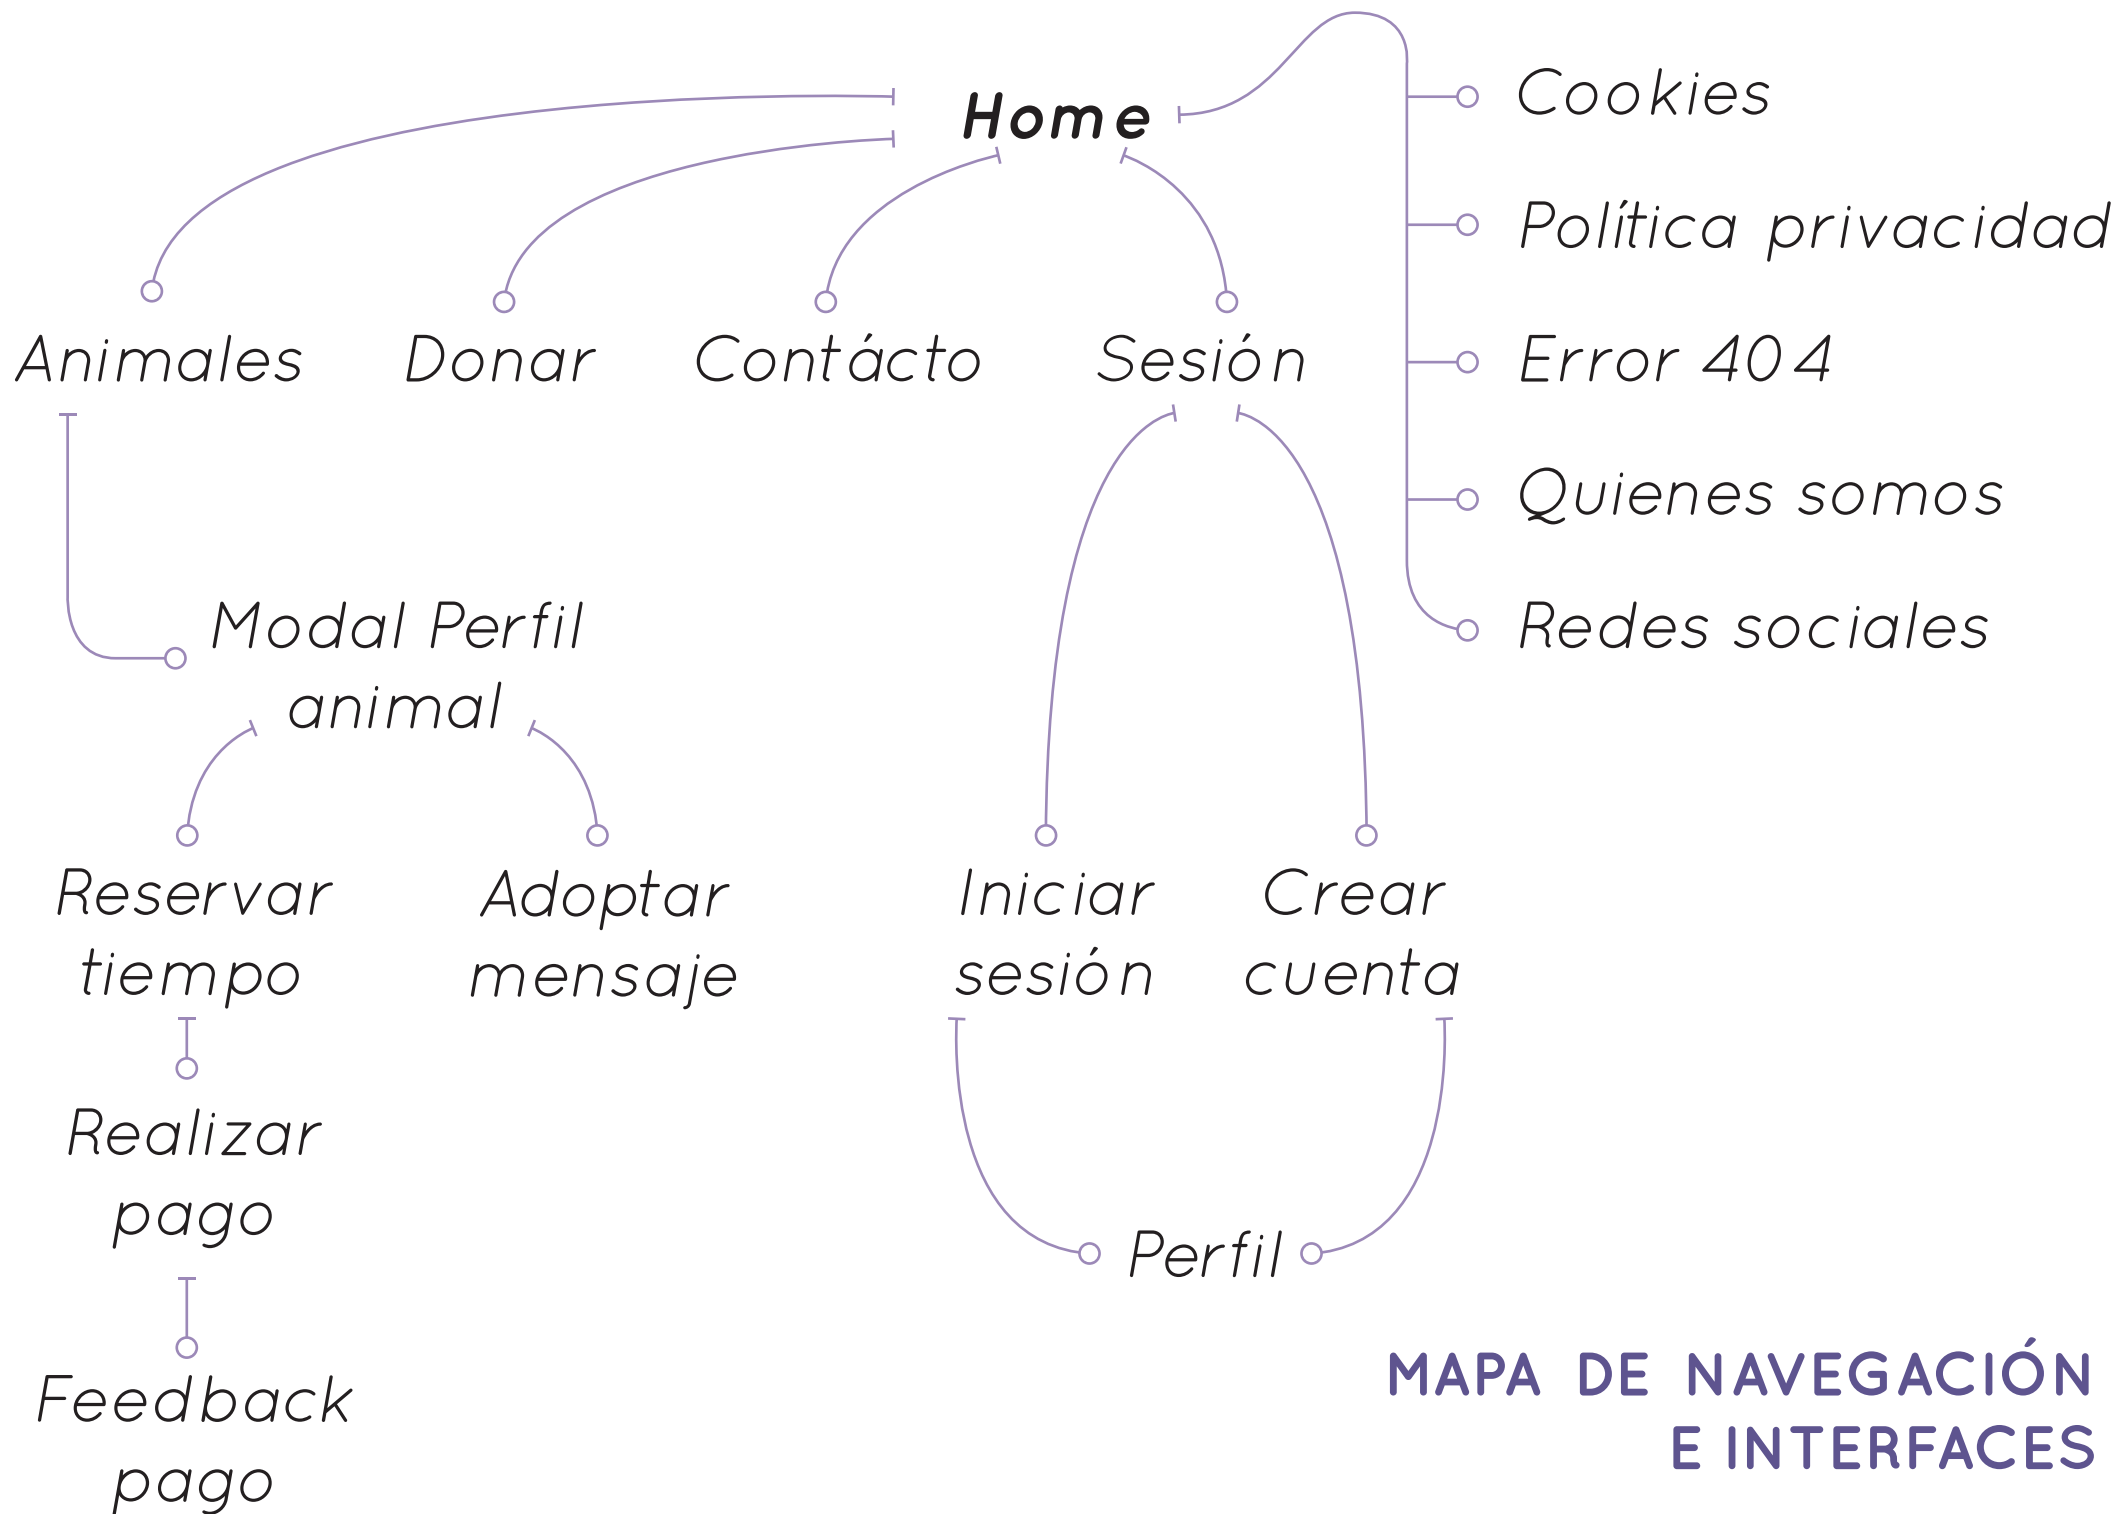 Home
Cookies
Política privacidad
Animales
Donar
Contácto
Sesión
Error 404
Quienes somos
Redes sociales
Modal Perfil
animal
Reservar
tiempo
Adoptar
mensaje
Iniciar
sesión
Crear
cuenta
Realizar
pago
Perfil
Feedback
pago
MAPA DE NAVEGACIÓN
E INTERFACES